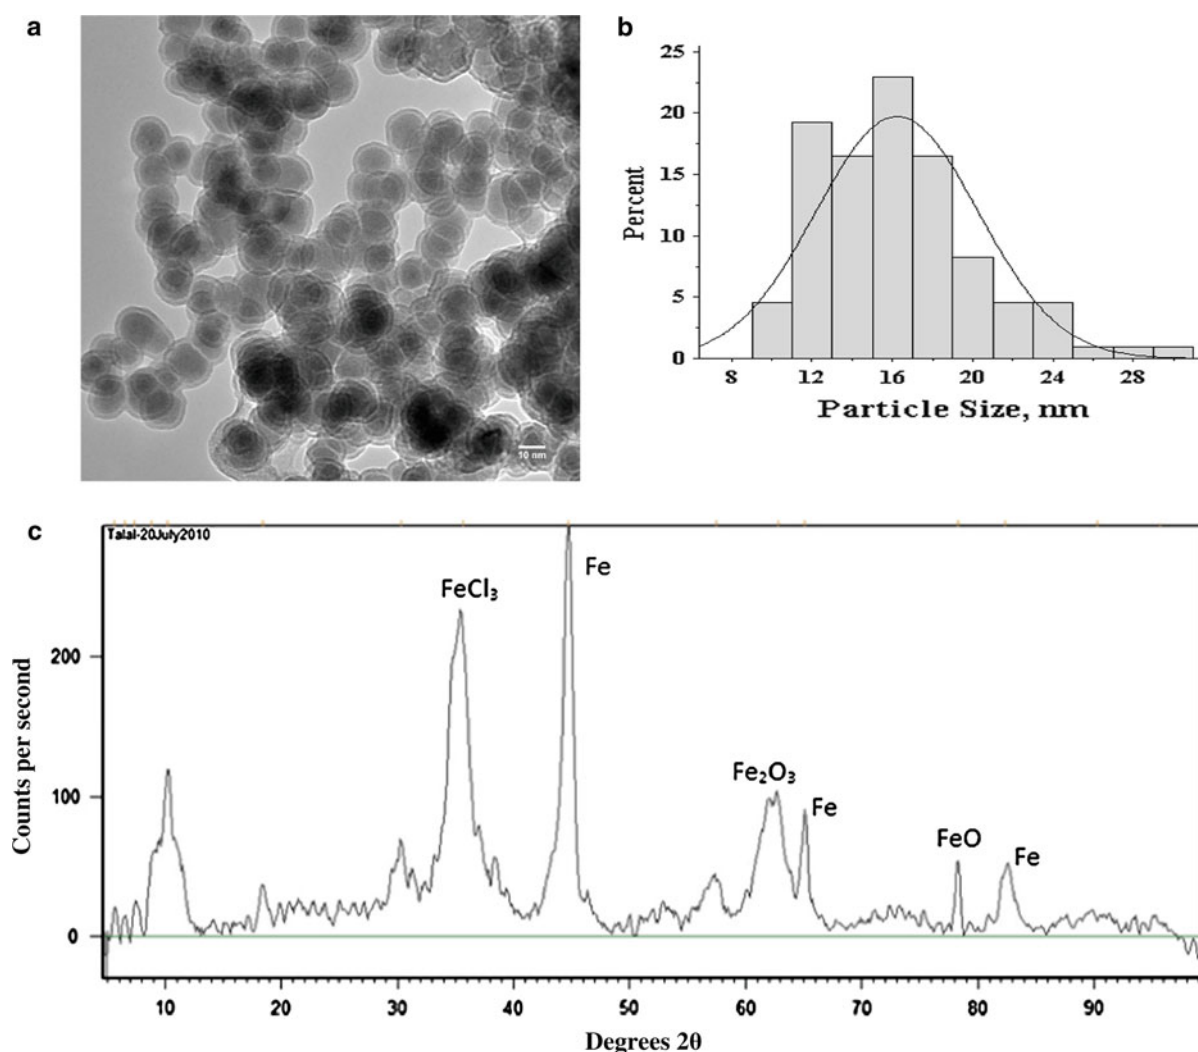 a
10 nm
b
25
20
15
10
5
0
Percent
8 12 16 20 24 28
Particle Size, nm
c
Talal-20July2010
FeCl₃
Fe
Fe₂O₃
Fe
FeO
Fe
200
100
0
Counts per second
10 20 30 40 50 60 70 80 90
Degrees 2θ